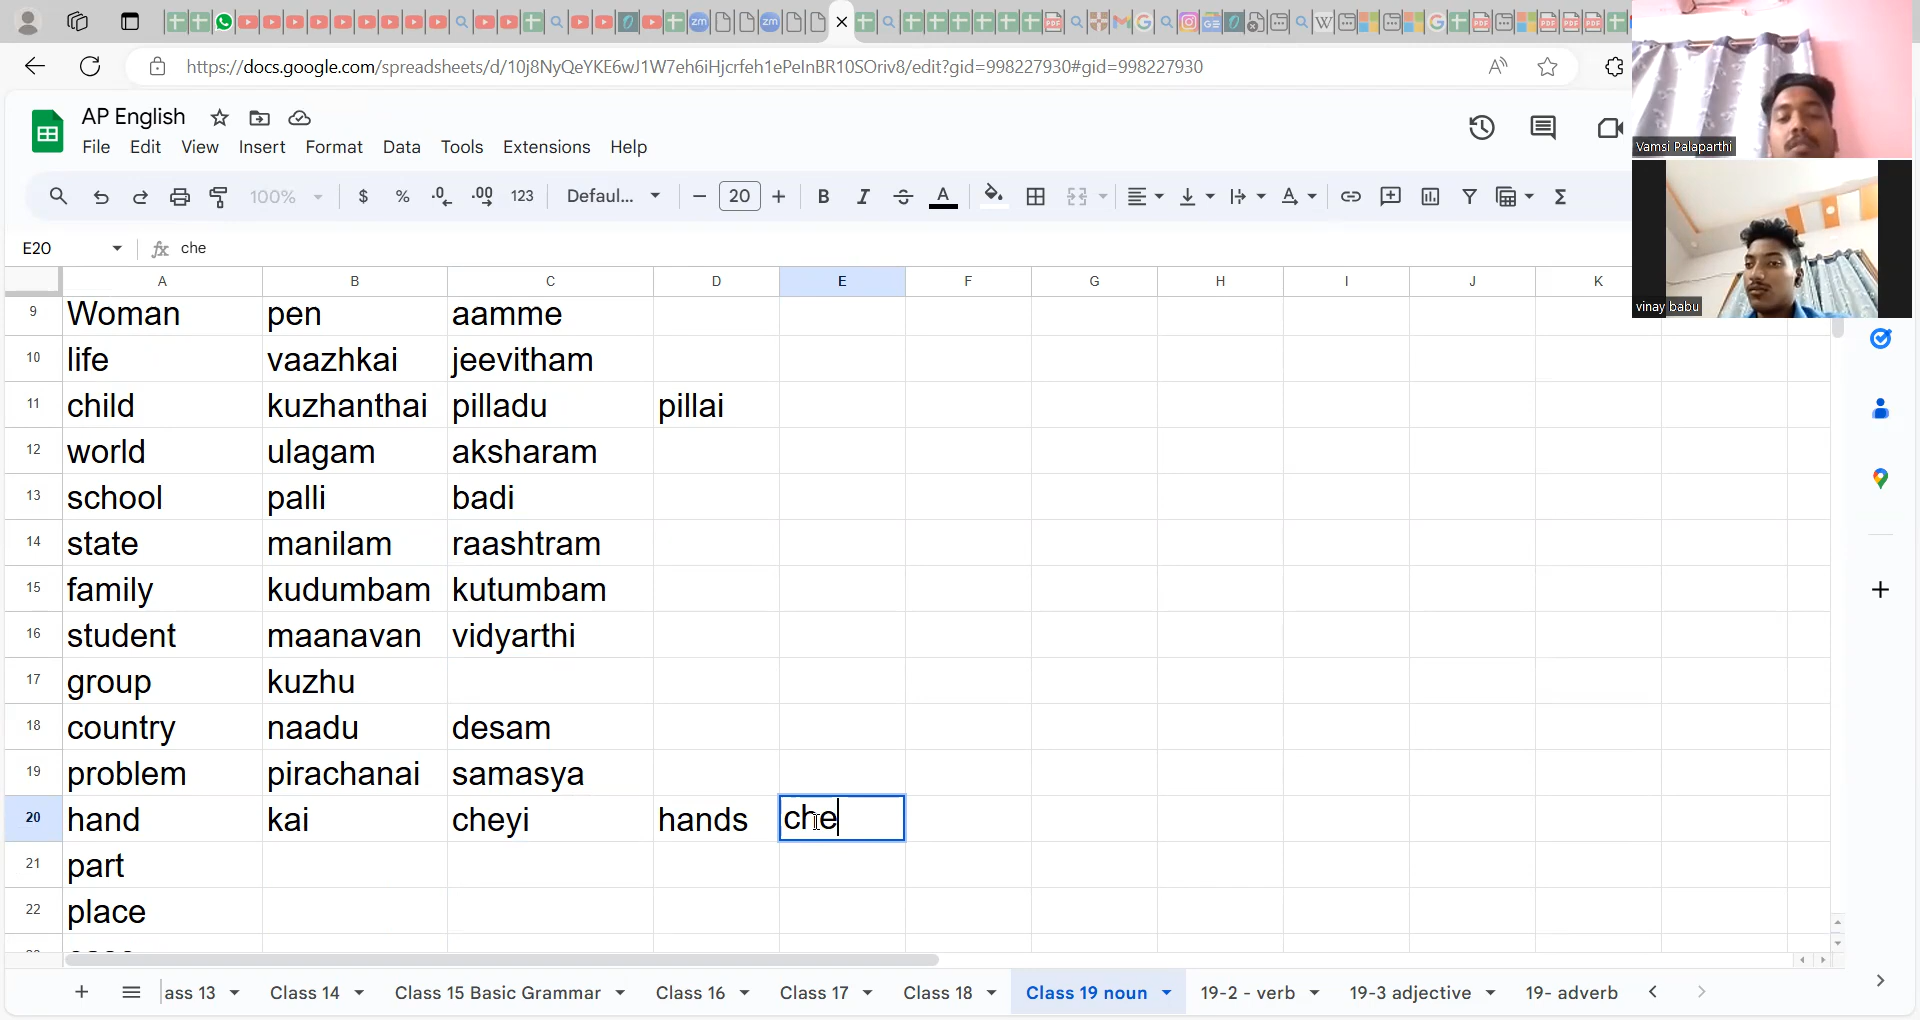 https://docs.google.com/spreadsheets/d/10j8NyQeYKE6wJ1W7eh6iHjcrfeh1ePeInBR10SOriv8/edit?gid=998227930#gid=998227930
AP English
File Edit View Insert Format Data Tools Extensions Help
100% $ % .0 .00 123 Defaul... 20 B I A
E20 fx che
A B C D E F G H I J K
9 Woman pen aamme
10 life vaazhkai jeevitham
11 child kuzhanthai pilladu pillai
12 world ulagam aksharam
13 school palli badi
14 state manilam raashtram
15 family kudumbam kutumbam
16 student maanavan vidyarthi
17 group kuzhu
18 country naadu desam
19 problem pirachanai samasya
20 hand kai cheyi hands che
21 part
22 place
ass 13 Class 14 Class 15 Basic Grammar Class 16 Class 17 Class 18 Class 19 noun 19-2 - verb 19-3 adjective 19- adverb
Vamsi Palaparthi
vinay babu